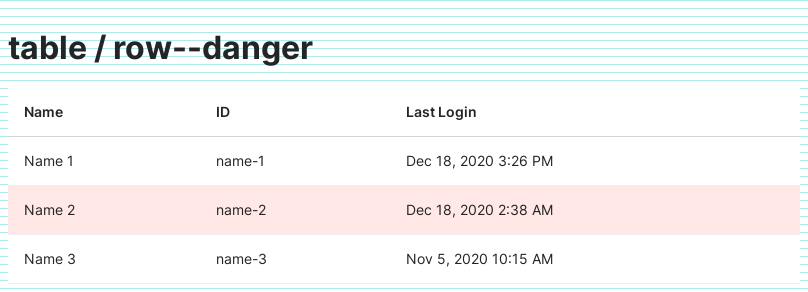 table / row--danger
Name ID Last Login
Name 1 name-1 Dec 18, 2020 3:26 PM
Name 2 name-2 Dec 18, 2020 2:38 AM
Name 3 name-3 Nov 5, 2020 10:15 AM